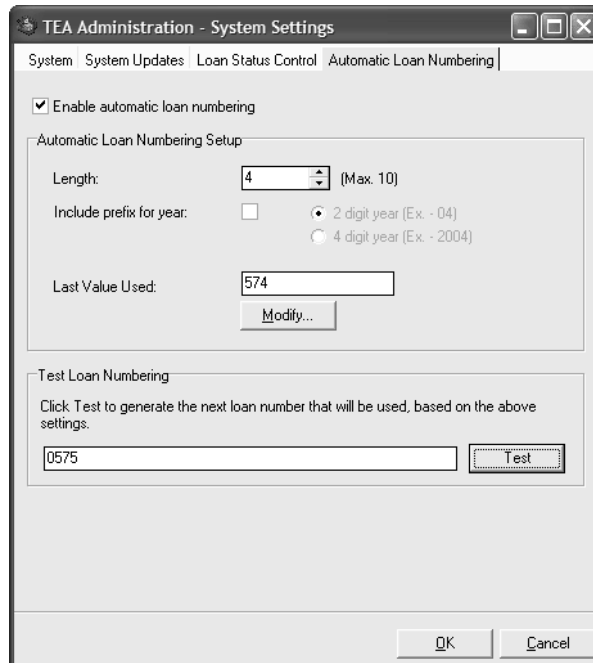 TEA Administration - System Settings
System System Updates Loan Status Control Automatic Loan Numbering
Enable automatic loan numbering
Automatic Loan Numbering Setup
Length: 4 (Max. 10)
Include prefix for year: 2 digit year (Ex. - 04)
4 digit year (Ex. - 2004)
Last Value Used: 574
Modify...
Test Loan Numbering
Click Test to generate the next loan number that will be used, based on the above
settings.
0575 Test
OK Cancel